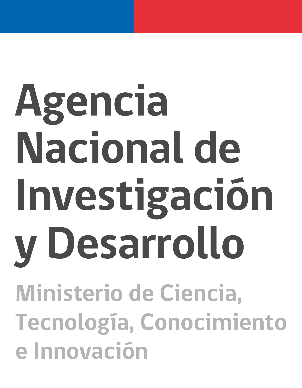 Agencia
Nacional de
Investigación
y Desarrollo
Ministerio de Ciencia,
Tecnología, Conocimiento
e Innovación